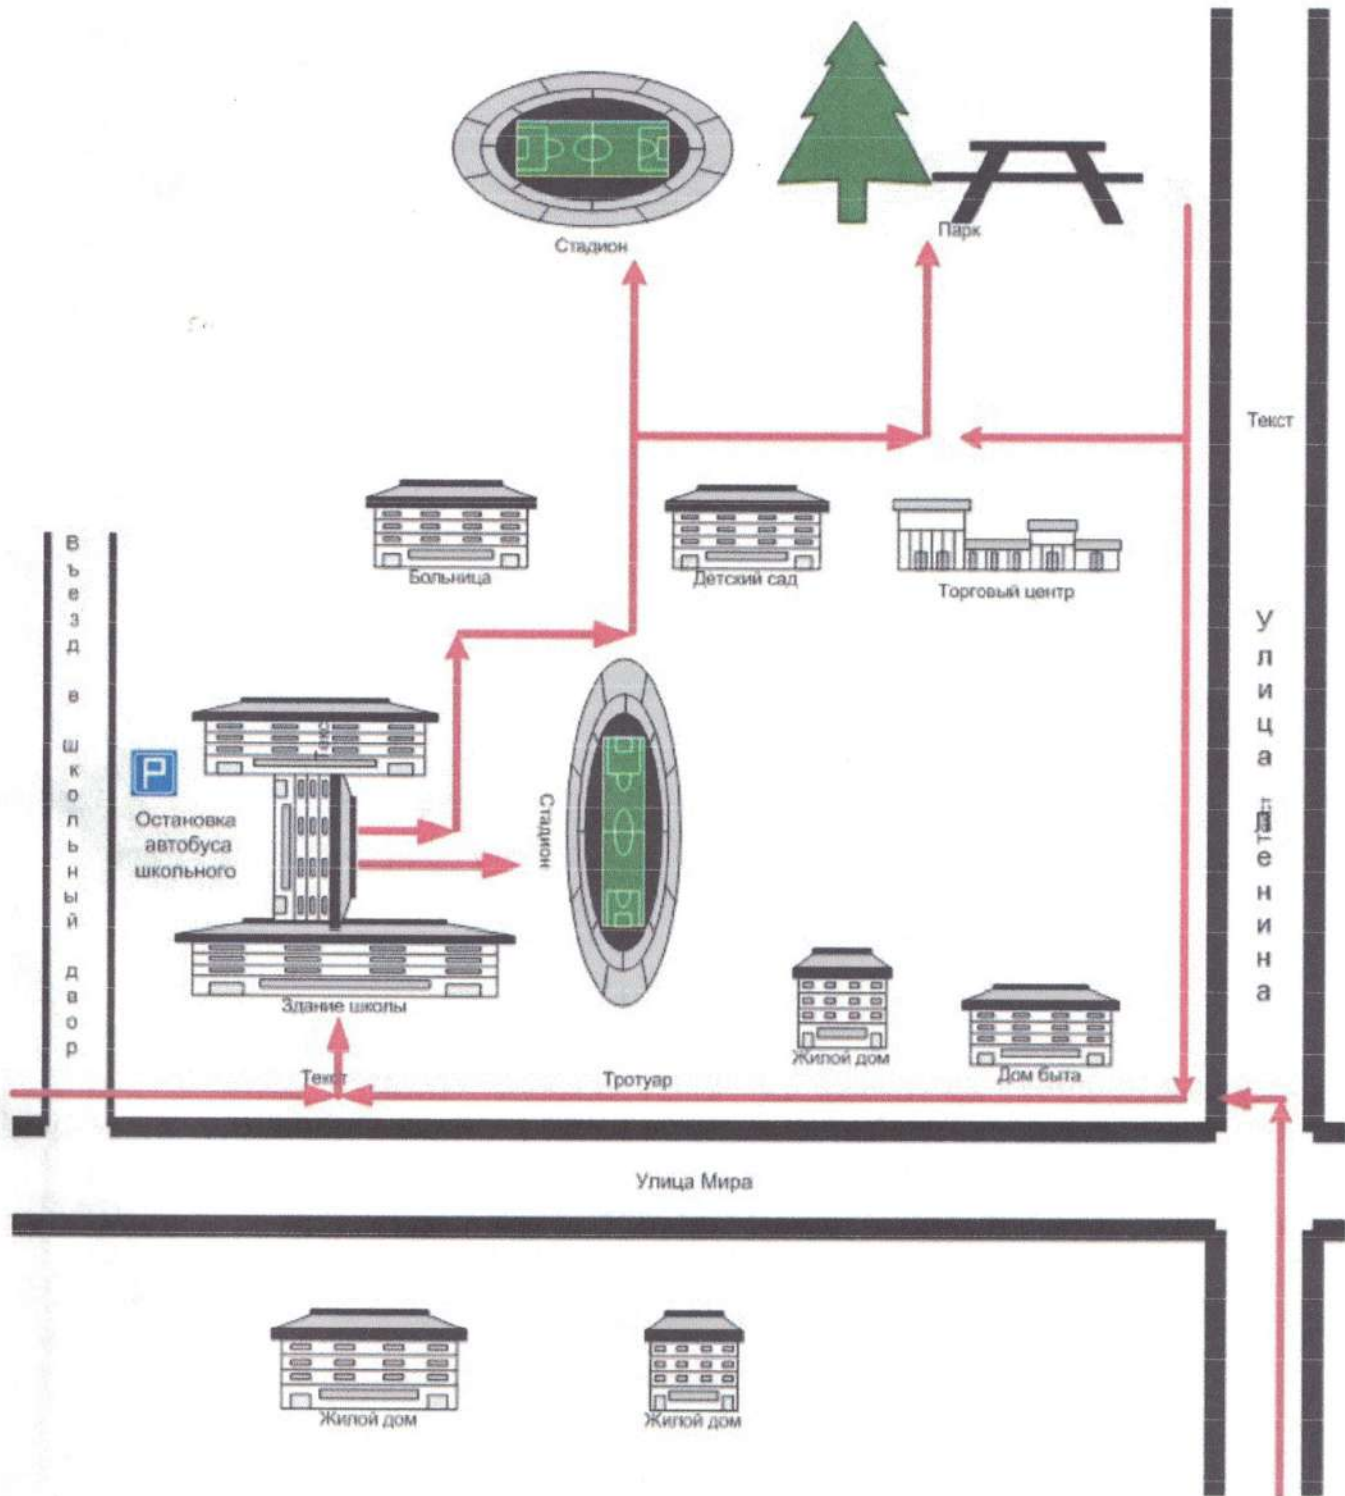 Стадион
Парк
Текст
Больница
Детский сад
Торговый центр
Въезд в школьный двор
Улица Ленина
P
Остановка
автобуса
школьного
Стадион
Здание школы
Жилой дом
Дом быта
Текст
Тротуар
Улица Мира
Жилой дом
Жилой дом